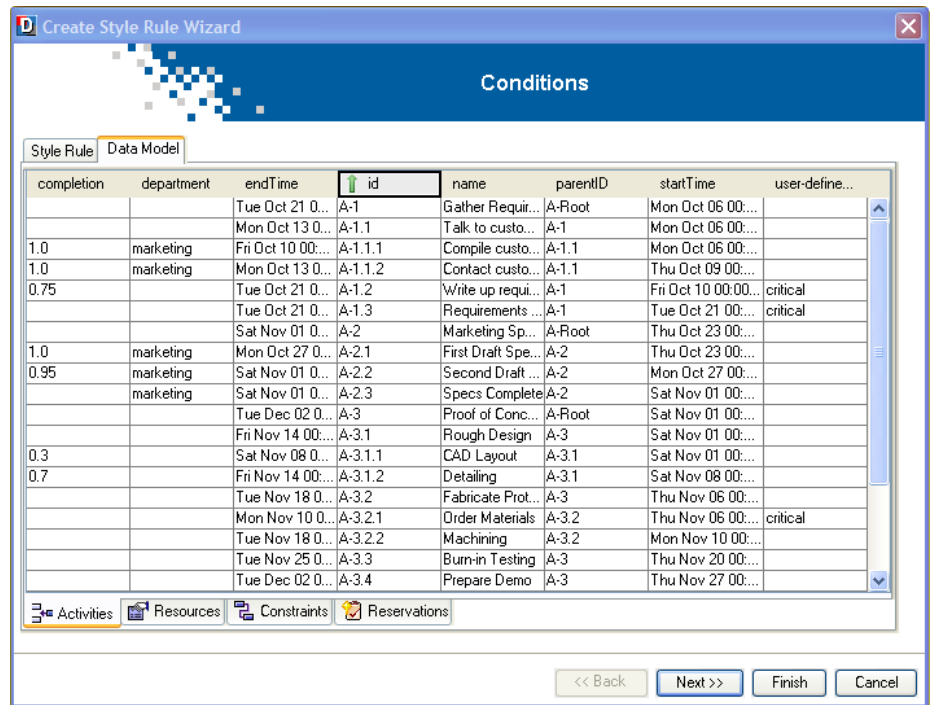 Create Style Rule Wizard
Conditions
Style Rule Data Model
completion department endTime id name parentID startTime user-define...
Tue Oct 21 0... A-1 Gather Requir... A-Root Mon Oct 06 00:...
Mon Oct 13 0... A-1.1 Talk to custo... A-1 Mon Oct 06 00:...
1.0 marketing Fri Oct 10 00:... A-1.1.1 Compile custo... A-1.1 Mon Oct 06 00:...
1.0 marketing Mon Oct 13 0... A-1.1.2 Contact custo... A-1.1 Thu Oct 09 00:...
0.75 Tue Oct 21 0... A-1.2 Write up requi... A-1 Fri Oct 10 00:00... critical
Tue Oct 21 0... A-1.3 Requirements ... A-1 Tue Oct 21 00:... critical
Sat Nov 01 0... A-2 Marketing Sp... A-Root Thu Oct 23 00:...
1.0 marketing Mon Oct 27 0... A-2.1 First Draft Spe... A-2 Thu Oct 23 00:...
0.95 marketing Sat Nov 01 0... A-2.2 Second Draft ... A-2 Mon Oct 27 00:...
marketing Sat Nov 01 0... A-2.3 Specs Complete A-2 Sat Nov 01 00:...
Tue Dec 02 0... A-3 Proof of Conc... A-Root Sat Nov 01 00:...
Fri Nov 14 00:... A-3.1 Rough Design A-3 Sat Nov 01 00:...
0.3 Sat Nov 08 0... A-3.1.1 CAD Layout A-3.1 Sat Nov 01 00:...
0.7 Fri Nov 14 00:... A-3.1.2 Detailing A-3.1 Sat Nov 08 00:...
Tue Nov 18 0... A-3.2 Fabricate Prot... A-3 Thu Nov 06 00:...
Mon Nov 10 0... A-3.2.1 Order Materials A-3.2 Thu Nov 06 00:... critical
Tue Nov 18 0... A-3.2.2 Machining A-3.2 Mon Nov 10 00:...
Tue Nov 25 0... A-3.3 Burn-in Testing A-3 Thu Nov 20 00:...
Tue Dec 02 0... A-3.4 Prepare Demo A-3 Thu Nov 27 00:...
Activities Resources Constraints Reservations
<< Back Next >> Finish Cancel